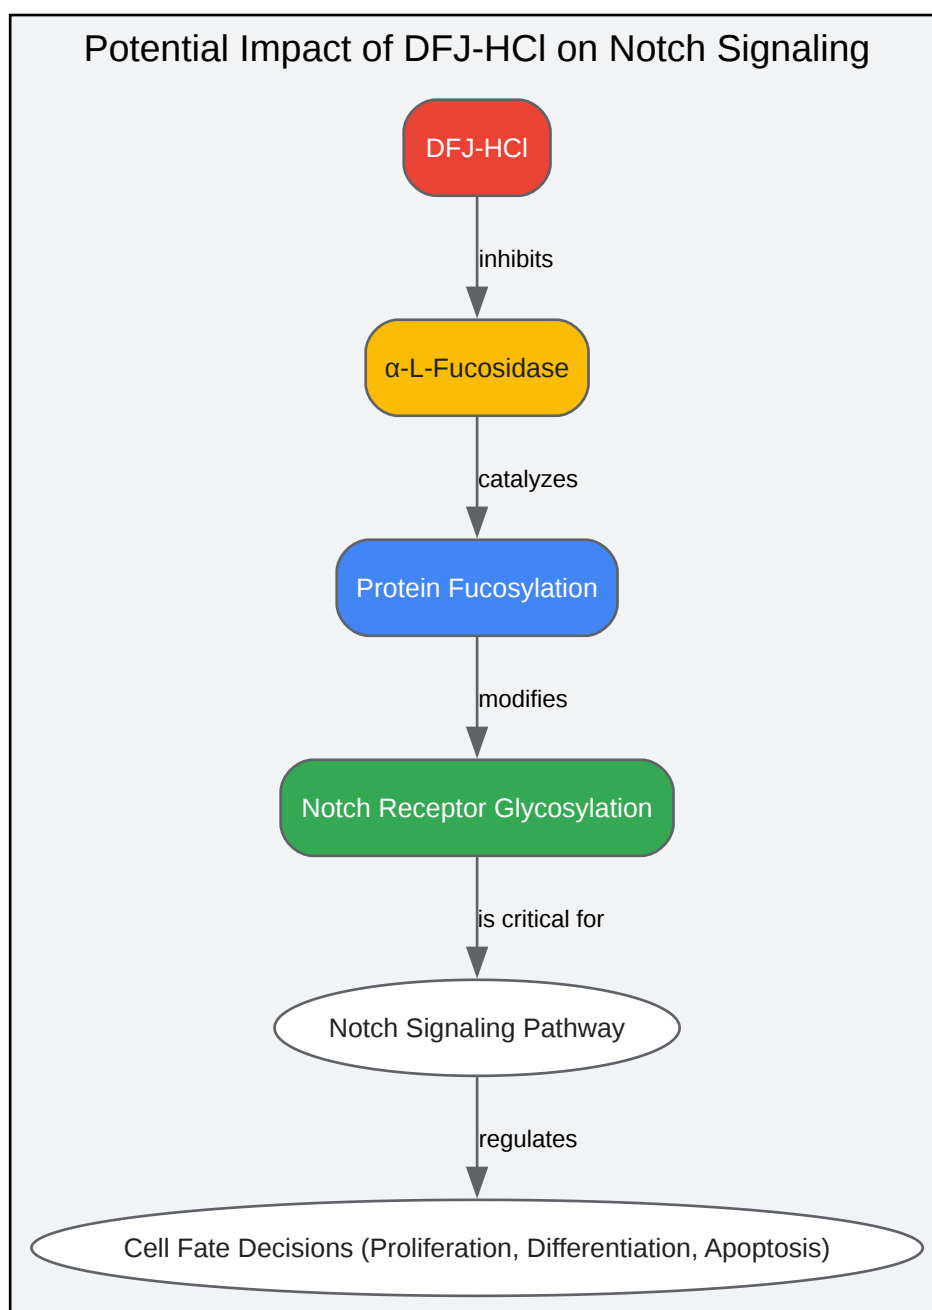 Potential Impact of DFJ-HCl on Notch Signaling
DFJ-HCl
inhibits
α-L-Fucosidase
catalyzes
Protein Fucosylation
modifies
Notch Receptor Glycosylation
is critical for
Notch Signaling Pathway
regulates
Cell Fate Decisions (Proliferation, Differentiation, Apoptosis)